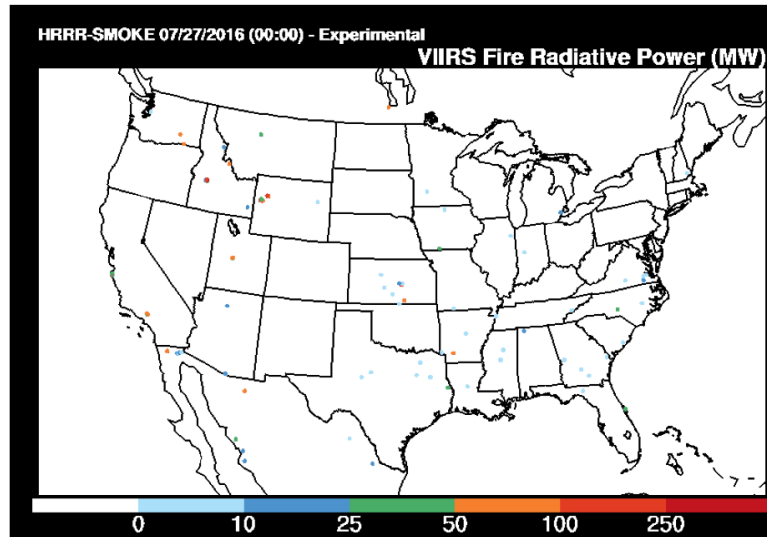 HRRR-SMOKE 07/27/2016 (00:00) - Experimental
VIIRS Fire Radiative Power (MW)
0 10 25 50 100 250